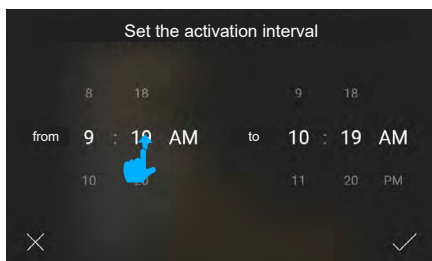 Set the activation interval
8 18 9 18
from 9 : 19 AM to 10 : 19 AM
10 20 11 20 PM